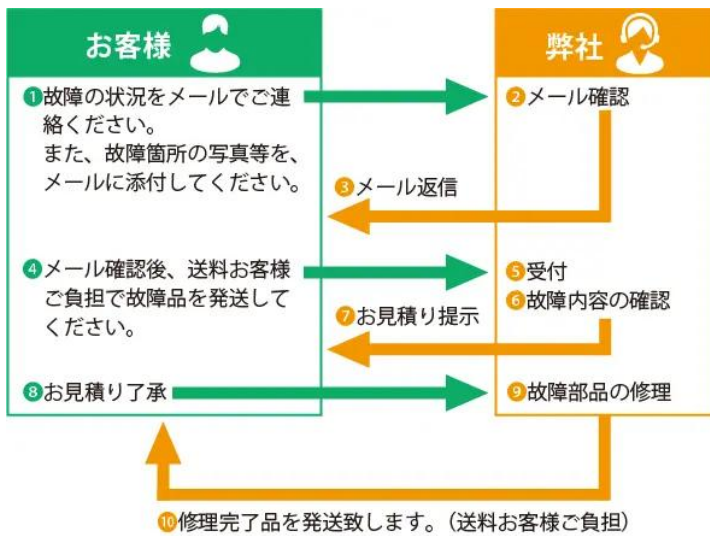 お客様
弊社
❶故障の状況をメールでご連
絡ください。
また、故障箇所の写真等を、
メールに添付してください。
❷メール確認
❸メール返信
❹メール確認後、送料お客様
ご負担で故障品を発送して
ください。
❺受付
❻故障内容の確認
❼お見積り提示
❽お見積り了承
❾故障部品の修理
❿修理完了品を発送致します。（送料お客様ご負担）